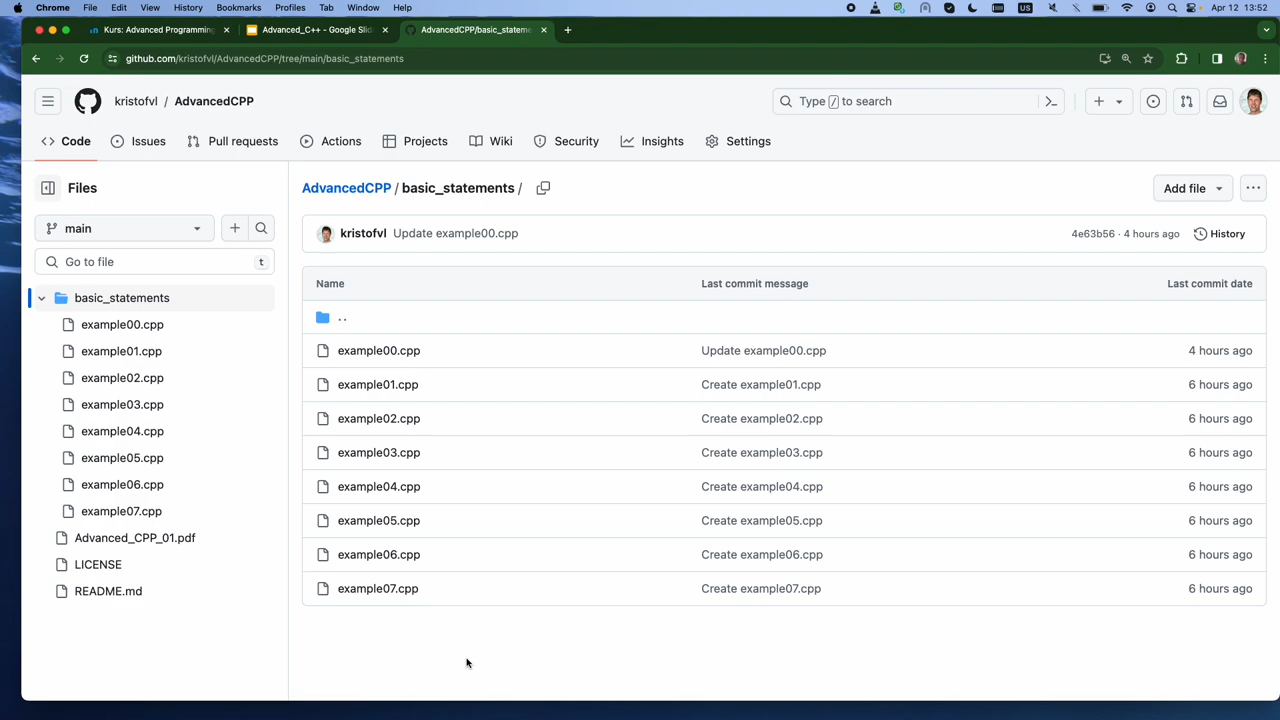 Chrome File Edit View History Bookmarks Profiles Tab Window Help Apr 12 13:52
Kurs: Advanced Programming
Advanced_C++ - Google Slid
AdvancedCPP/basic_stateme
github.com/kristofvl/AdvancedCPP/tree/main/basic_statements
kristofvl / AdvancedCPP
Type / to search
Code Issues Pull requests Actions Projects Wiki Security Insights Settings
Files
main
Go to file t
basic_statements
example00.cpp
example01.cpp
example02.cpp
example03.cpp
example04.cpp
example05.cpp
example06.cpp
example07.cpp
Advanced_CPP_01.pdf
LICENSE
README.md
AdvancedCPP / basic_statements /
Add file
kristofvl Update example00.cpp 4e63b56 · 4 hours ago History
Name Last commit message Last commit date
..
example00.cpp Update example00.cpp 4 hours ago
example01.cpp Create example01.cpp 6 hours ago
example02.cpp Create example02.cpp 6 hours ago
example03.cpp Create example03.cpp 6 hours ago
example04.cpp Create example04.cpp 6 hours ago
example05.cpp Create example05.cpp 6 hours ago
example06.cpp Create example06.cpp 6 hours ago
example07.cpp Create example07.cpp 6 hours ago